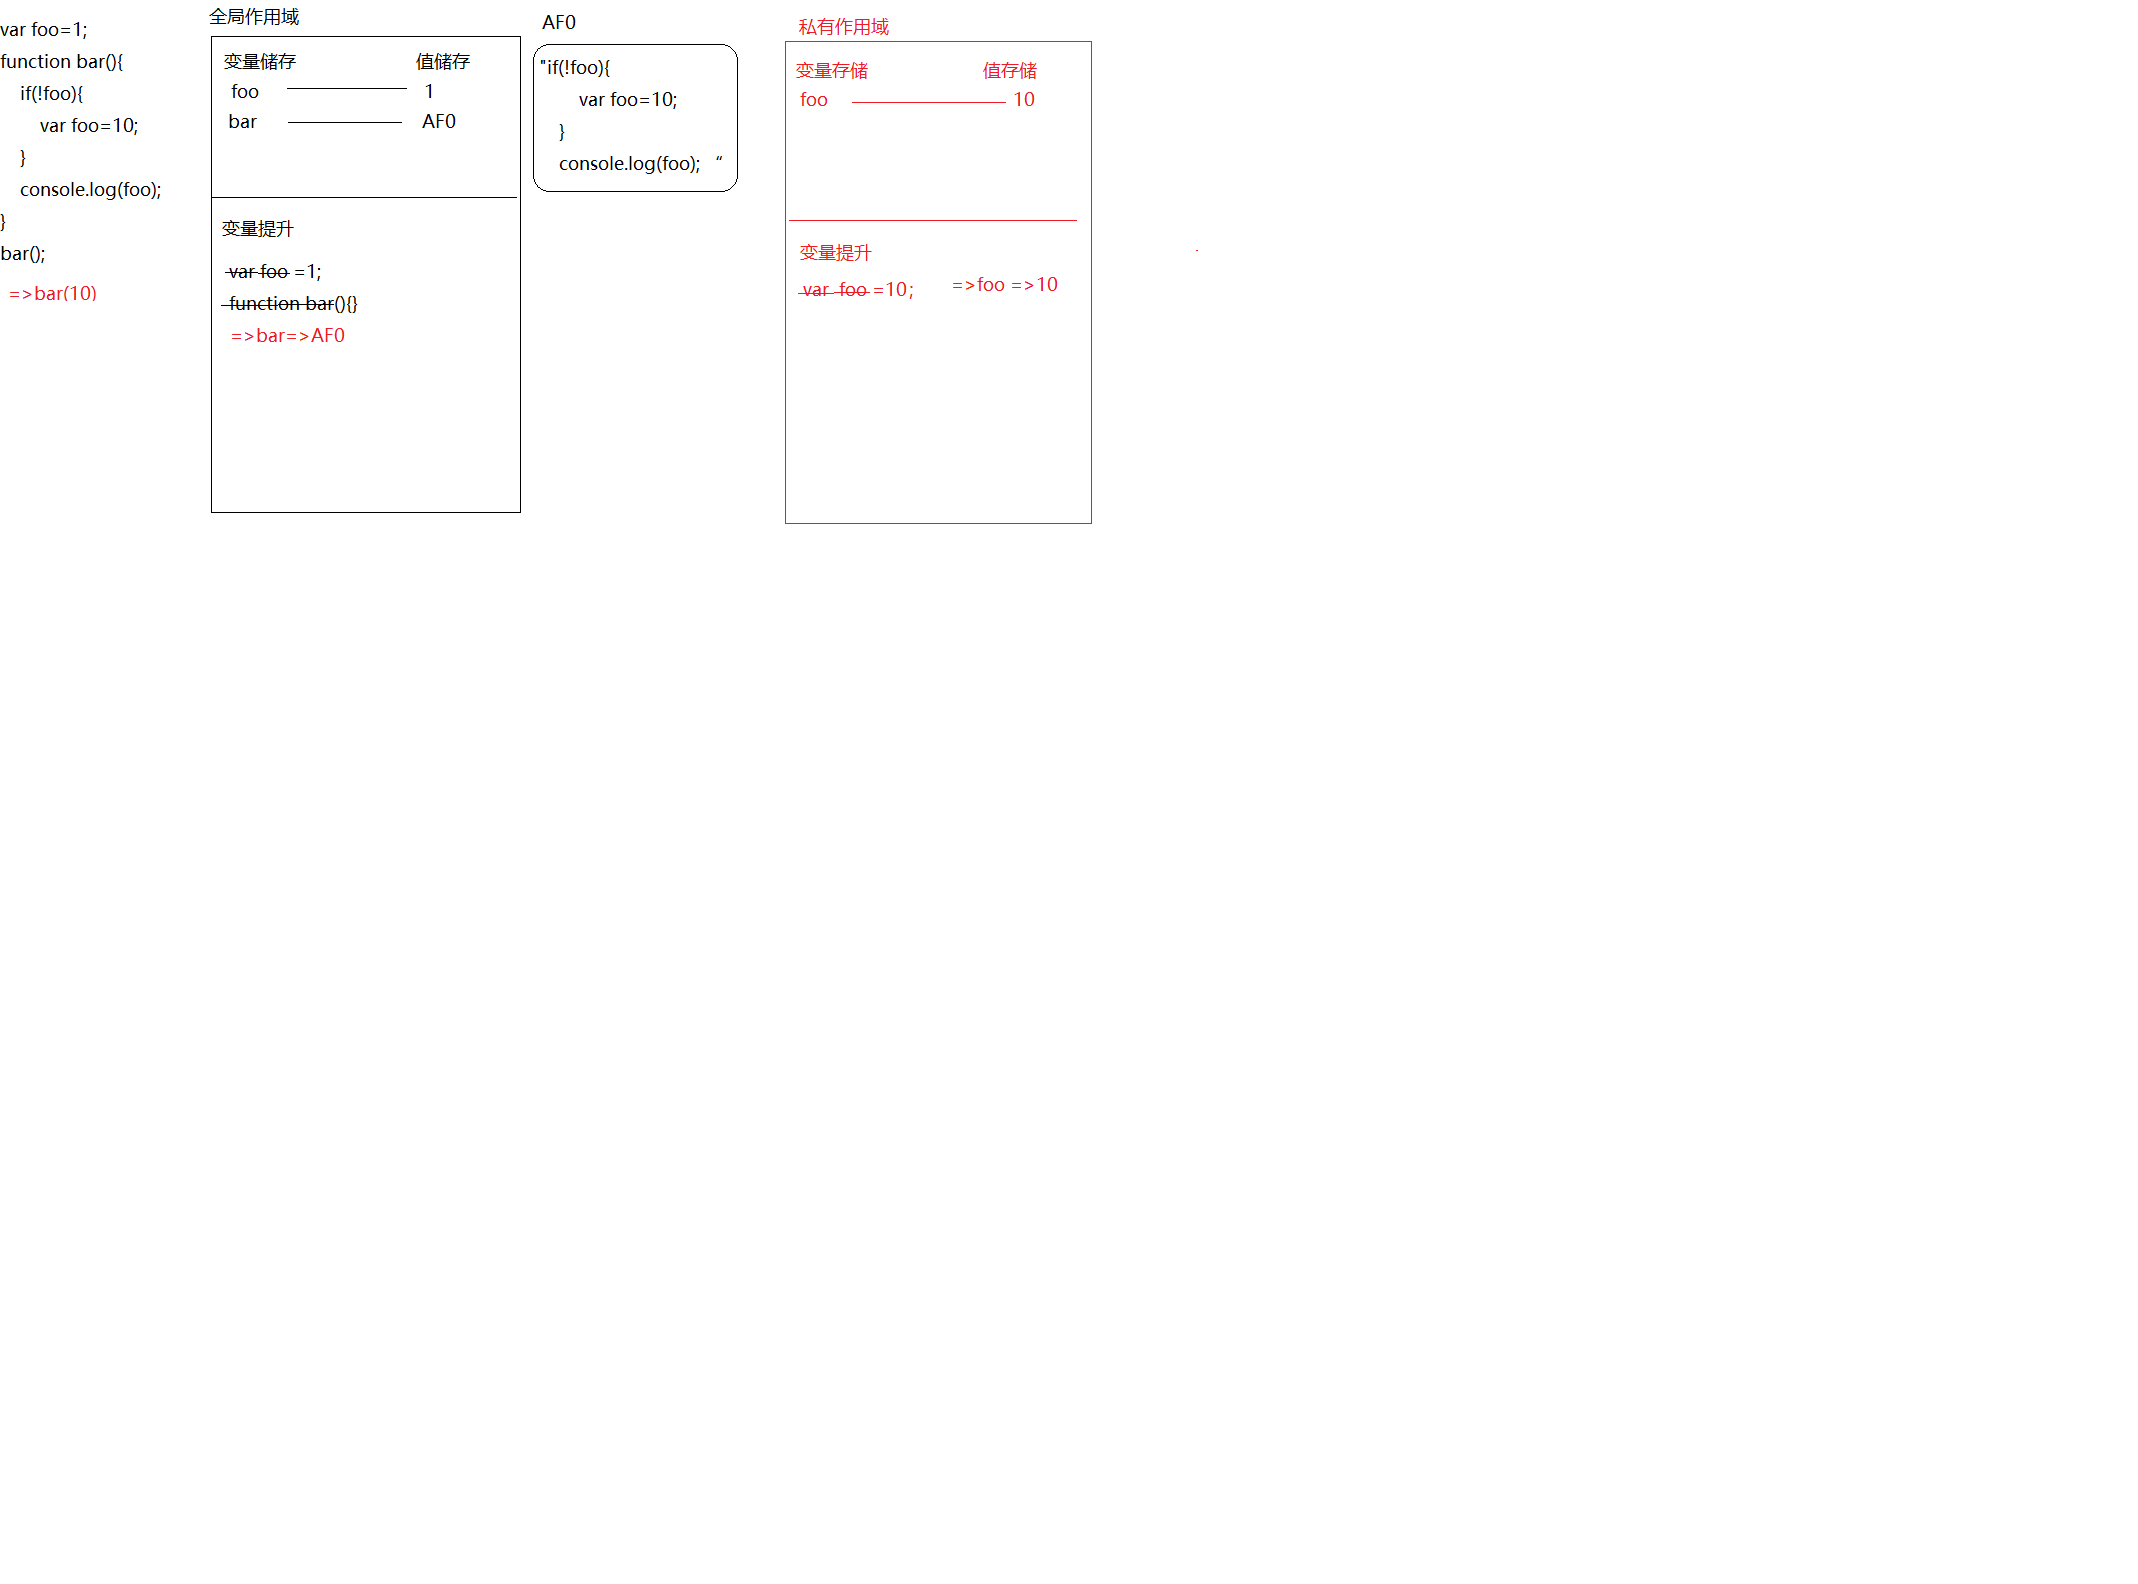 var foo=1;
function bar(){
if(!foo){
var foo=10;
}
console.log(foo);
}
bar();
=>bar(10)
全局作用域
变量储存 值储存
foo 1
bar AF0
变量提升
var foo =1;
function bar(){}
=>bar=>AF0
AF0
"if(!foo){
var foo=10;
}
console.log(foo); “
私有作用域
变量存储 值存储
foo 10
变量提升
var foo =10; =>foo =>10